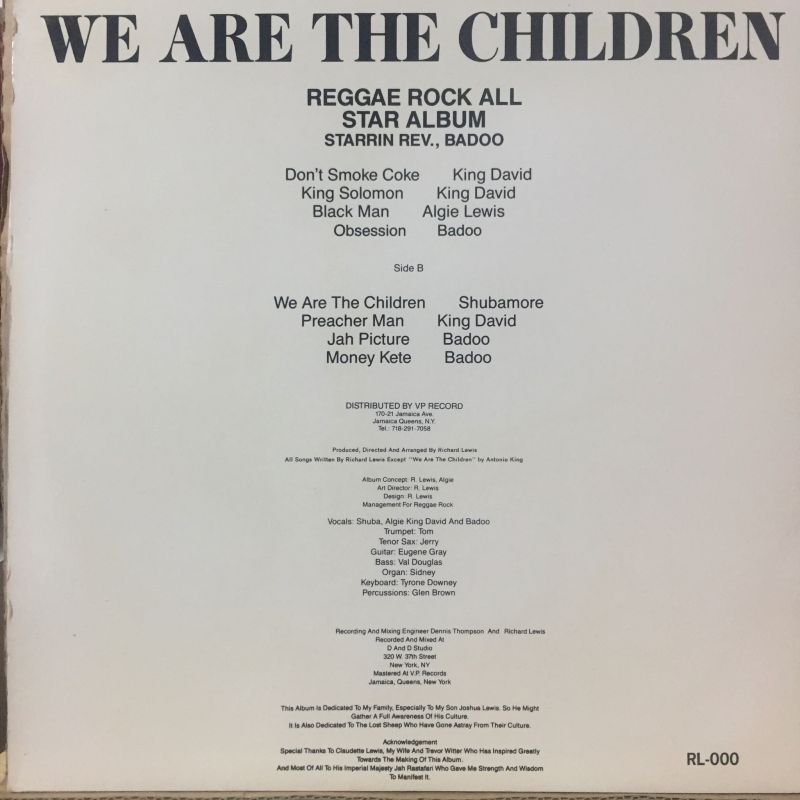 WE ARE THE CHILDREN
REGGAE ROCK ALL
STAR ALBUM
STARRIN REV., BADOO
Don't Smoke Coke King David
King Solomon King David
Black Man Algie Lewis
Obsession Badoo
Side B
We Are The Children Shubamore
Preacher Man King David
Jah Picture Badoo
Money Kete Badoo
DISTRIBUTED BY VP RECORD
170-21 Jamaica Ave.
Jamaica Queens, N.Y.
Tel.: 718-291-7058
Produced, Directed And Arranged By Richard Lewis
All Songs Written By Richard Lewis Except "We Are The Children" by Antonio King
Album Concept: R. Lewis, Algie
Art Director: R. Lewis
Design: R. Lewis
Management For Reggae Rock
Vocals: Shuba, Algie King David And Badoo
Trumpet: Tom
Tenor Sax: Jerry
Guitar: Eugene Gray
Bass: Val Douglas
Organ: Sidney
Keyboard: Tyrone Downey
Percussions: Glen Brown
Recording And Mixing Engineer Dennis Thompson And Richard Lewis
Recorded And Mixed At
D And D Studio
320 W. 37th Street
New York, NY
Mastered At V.P. Records
Jamaica, Queens, New York
This Album Is Dedicated To My Family, Especially To My Son Joshua Lewis. So He Might
Gather A Full Awareness Of His Culture.
It Is Also Dedicated To The Lost Sheep Who Have Gone Astray From Their Culture.
Acknowledgement
Special Thanks To Claudette Lewis, My Wife And Trevor Witter Who Has Inspired Greatly
Towards The Making Of This Album.
And Most Of All To His Imperial Majesty Jah Rastafari Who Gave Me Strength And Wisdom
To Manifest It.
RL-000